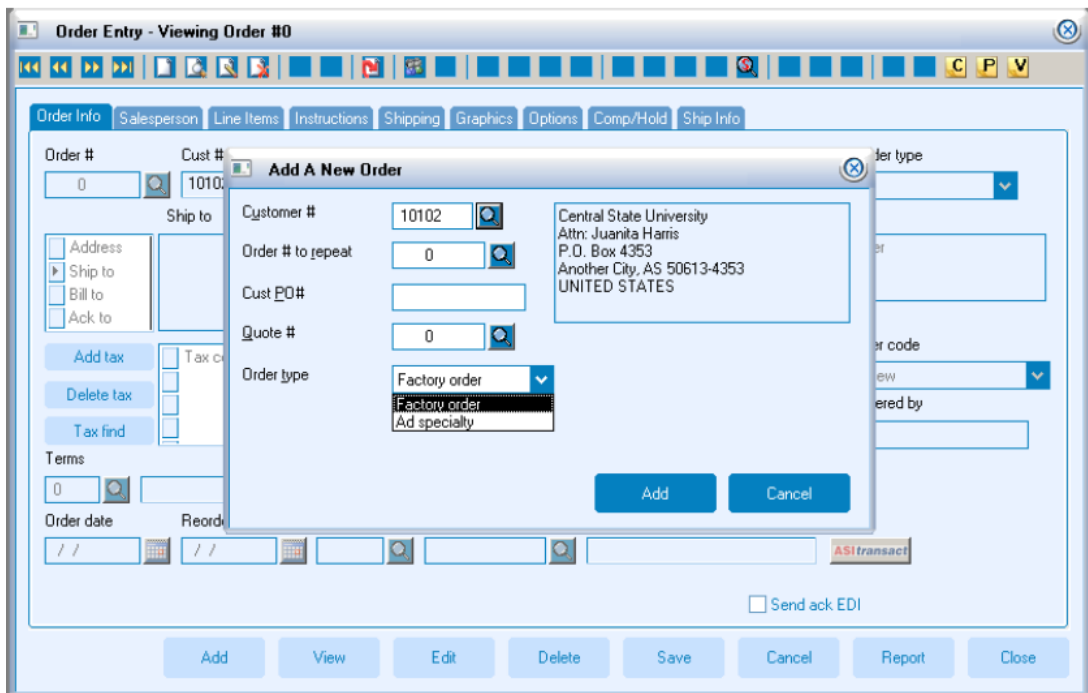 Order Entry - Viewing Order #0
C P V
Order Info Salesperson Line Items Instructions Shipping Graphics Options Comp/Hold Ship Info
Order # Cust #
der type
0 10102
Ship to
Address
Ship to
Bill to
Ack to
er
Add tax
Delete tax
Tax find
Tax co
er code
ew
ered by
Terms
0
Order date Reorde
/ / / /
ASI transact
Send ack EDI
Add A New Order
Customer # 10102
Order # to repeat 0
Cust PO#
Quote # 0
Order type Factory order
Factory order
Ad specialty
Central State University
Attn: Juanita Harris
P.O. Box 4353
Another City, AS 50613-4353
UNITED STATES
Add Cancel
Add View Edit Delete Save Cancel Report Close